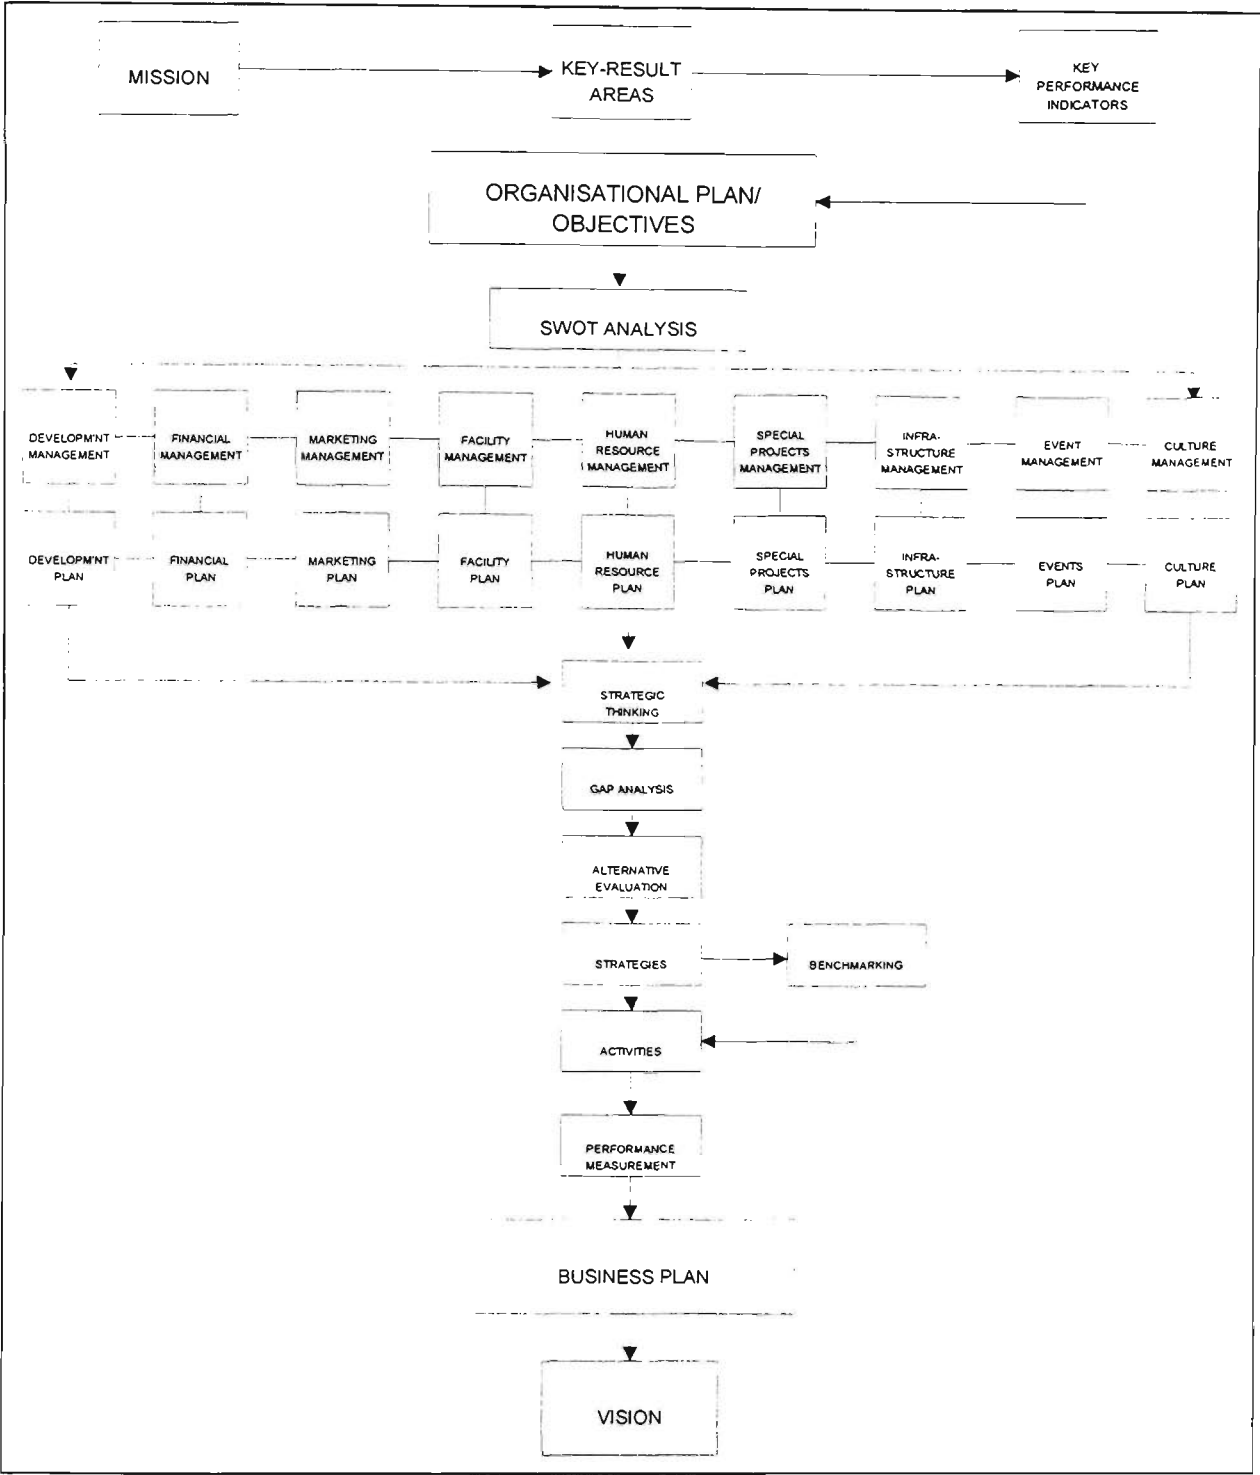 MISSION
KEY-RESULT
AREAS
KEY
PERFORMANCE
INDICATORS
ORGANISATIONAL PLAN/
OBJECTIVES
SWOT ANALYSIS
DEVELOPM'NT
MANAGEMENT
FINANCIAL
MANAGEMENT
MARKETING
MANAGEMENT
FACILITY
MANAGEMENT
HUMAN
RESOURCE
MANAGEMENT
SPECIAL
PROJECTS
MANAGEMENT
INFRA-
STRUCTURE
MANAGEMENT
EVENT
MANAGEMENT
CULTURE
MANAGEMENT
DEVELOPM'NT
PLAN
FINANCIAL
PLAN
MARKETING
PLAN
FACILITY
PLAN
HUMAN
RESOURCE
PLAN
SPECIAL
PROJECTS
PLAN
INFRA-
STRUCTURE
PLAN
EVENTS
PLAN
CULTURE
PLAN
STRATEGIC
THINKING
GAP ANALYSIS
ALTERNATIVE
EVALUATION
STRATEGIES
BENCHMARKING
ACTIVITIES
PERFORMANCE
MEASUREMENT
BUSINESS PLAN
VISION